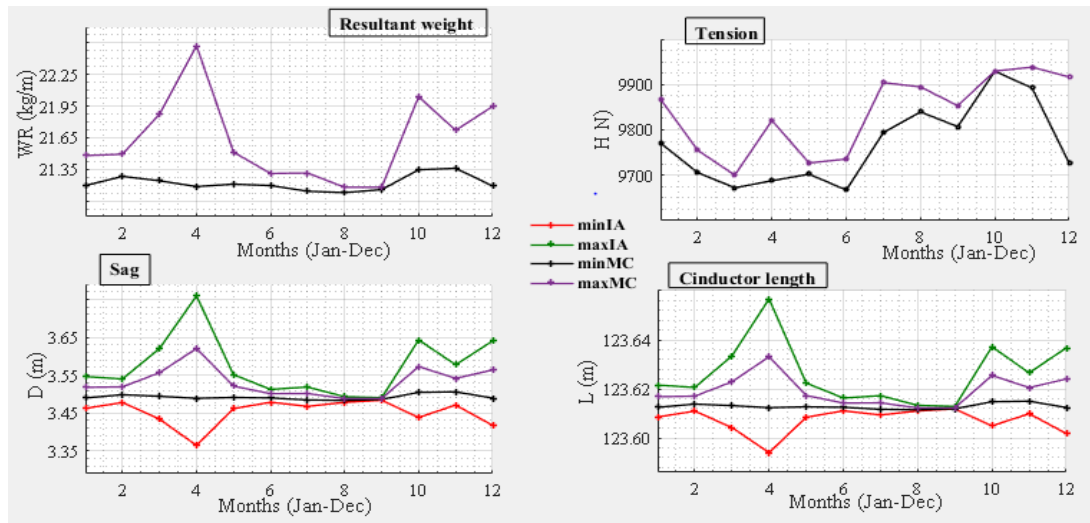 Resultant weight
WR (kg/m)
22.25
21.95
21.65
21.35
2 4 6 8 10 12
Months (Jan-Dec)
Tension
H N)
9900
9800
9700
2 4 6 8 10 12
Months (Jan-Dec)
minIA
maxIA
minMC
maxMC
Sag
D (m)
3.65
3.55
3.45
3.35
2 4 6 8 10 12
Months (Jan-Dec)
Cinductor length
L (m)
123.64
123.62
123.60
2 4 6 8 10 12
Months (Jan-Dec)